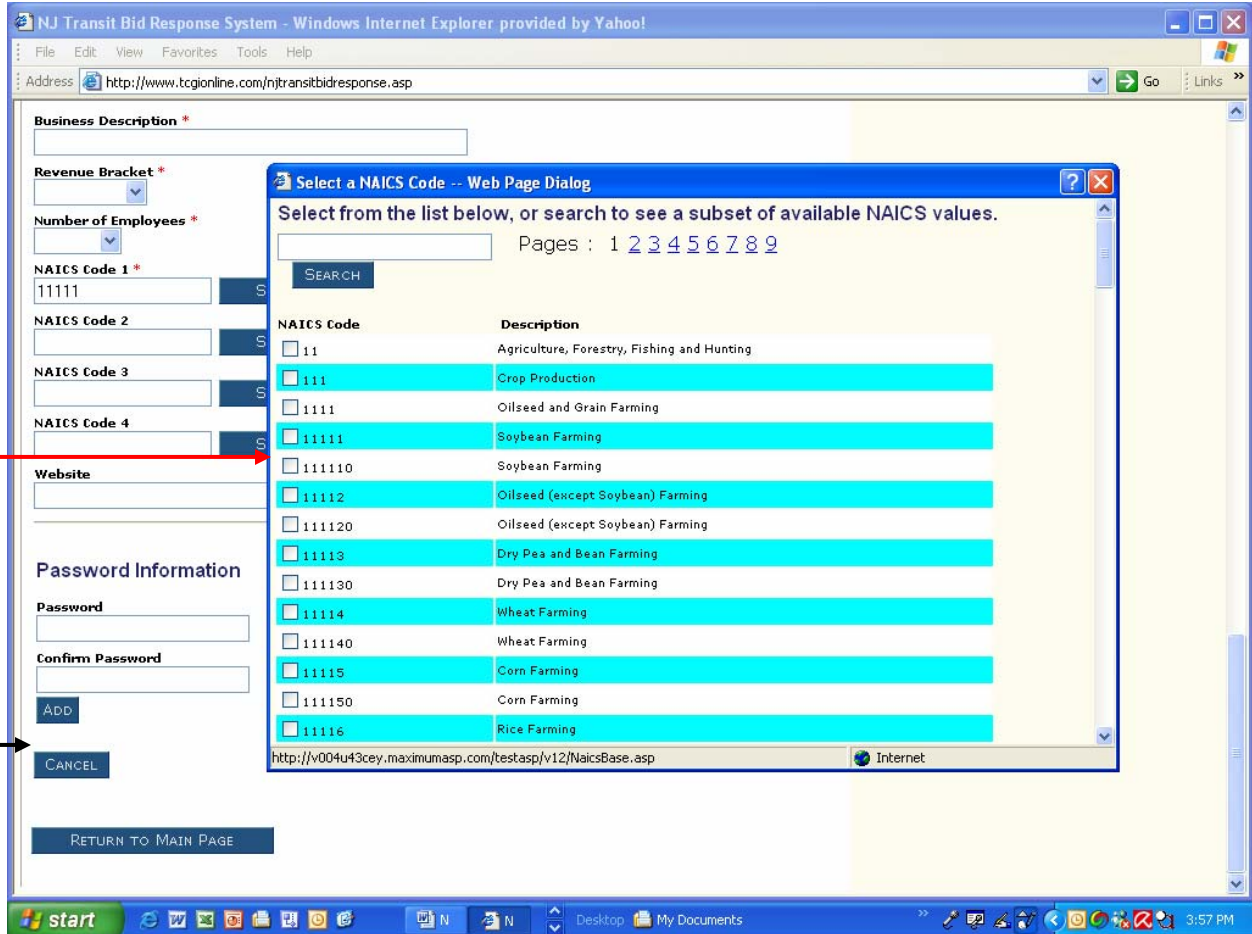 NJ Transit Bid Response System - Windows Internet Explorer provided by Yahoo!
File Edit View Favorites Tools Help
Address http://www.tcgionline.com/njtransitbidresponse.asp Go Links »
Business Description *
Revenue Bracket *
Number of Employees *
NAICS Code 1 *
11111
S
NAICS Code 2
S
NAICS Code 3
S
NAICS Code 4
S
Website
Password Information
Password
Confirm Password
ADD
CANCEL
RETURN TO MAIN PAGE
Select a NAICS Code -- Web Page Dialog
Select from the list below, or search to see a subset of available NAICS values.
Pages : 1 2 3 4 5 6 7 8 9
SEARCH
NAICS Code Description
11 Agriculture, Forestry, Fishing and Hunting
111 Crop Production
1111 Oilseed and Grain Farming
11111 Soybean Farming
111110 Soybean Farming
11112 Oilseed (except Soybean) Farming
111120 Oilseed (except Soybean) Farming
11113 Dry Pea and Bean Farming
111130 Dry Pea and Bean Farming
11114 Wheat Farming
111140 Wheat Farming
11115 Corn Farming
111150 Corn Farming
11116 Rice Farming
http://v004u43cey.maximumasp.com/testasp/v12/NaicsBase.asp Internet
start N N Desktop My Documents » 3:57 PM